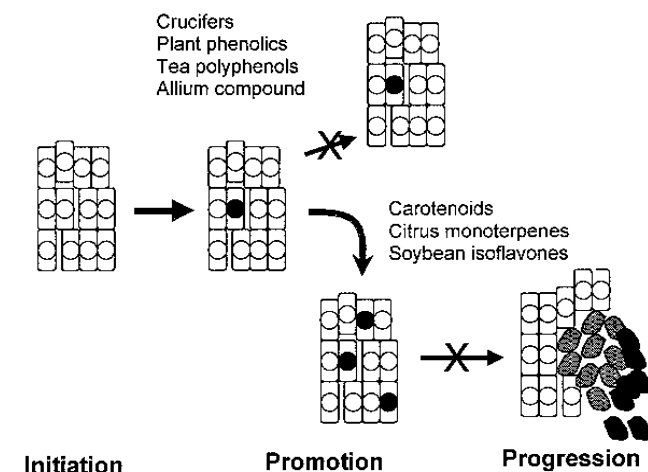 Crucifers
Plant phenolics
Tea polyphenols
Allium compound
Carotenoids
Citrus monoterpenes
Soybean isoflavones
Initiation
Promotion
Progression